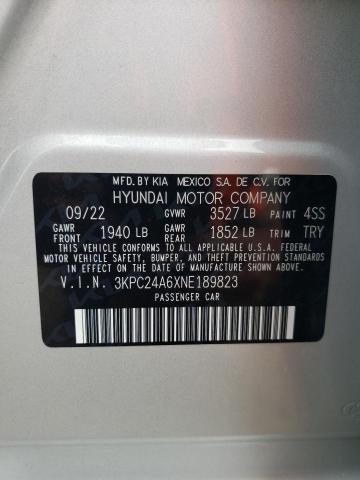 MFD BY KIA MEXICO S.A. DE C.V. FOR
HYUNDAI MOTOR COMPANY
09/22 GVWR 3527 LB PAINT 4SS
GAWR FRONT 1940 LB GAWR REAR 1852 LB TRIM TRY
THIS VEHICLE CONFORMS TO ALL APPLICABLE U.S.A. FEDERAL
MOTOR VEHICLE SAFETY, BUMPER, AND THEFT PREVENTION
STANDARDS IN EFFECT ON THE DATE OF MANUFACTURE SHOWN ABOVE.
V.I.N. 3KPC24A6XNE189823
PASSENGER CAR